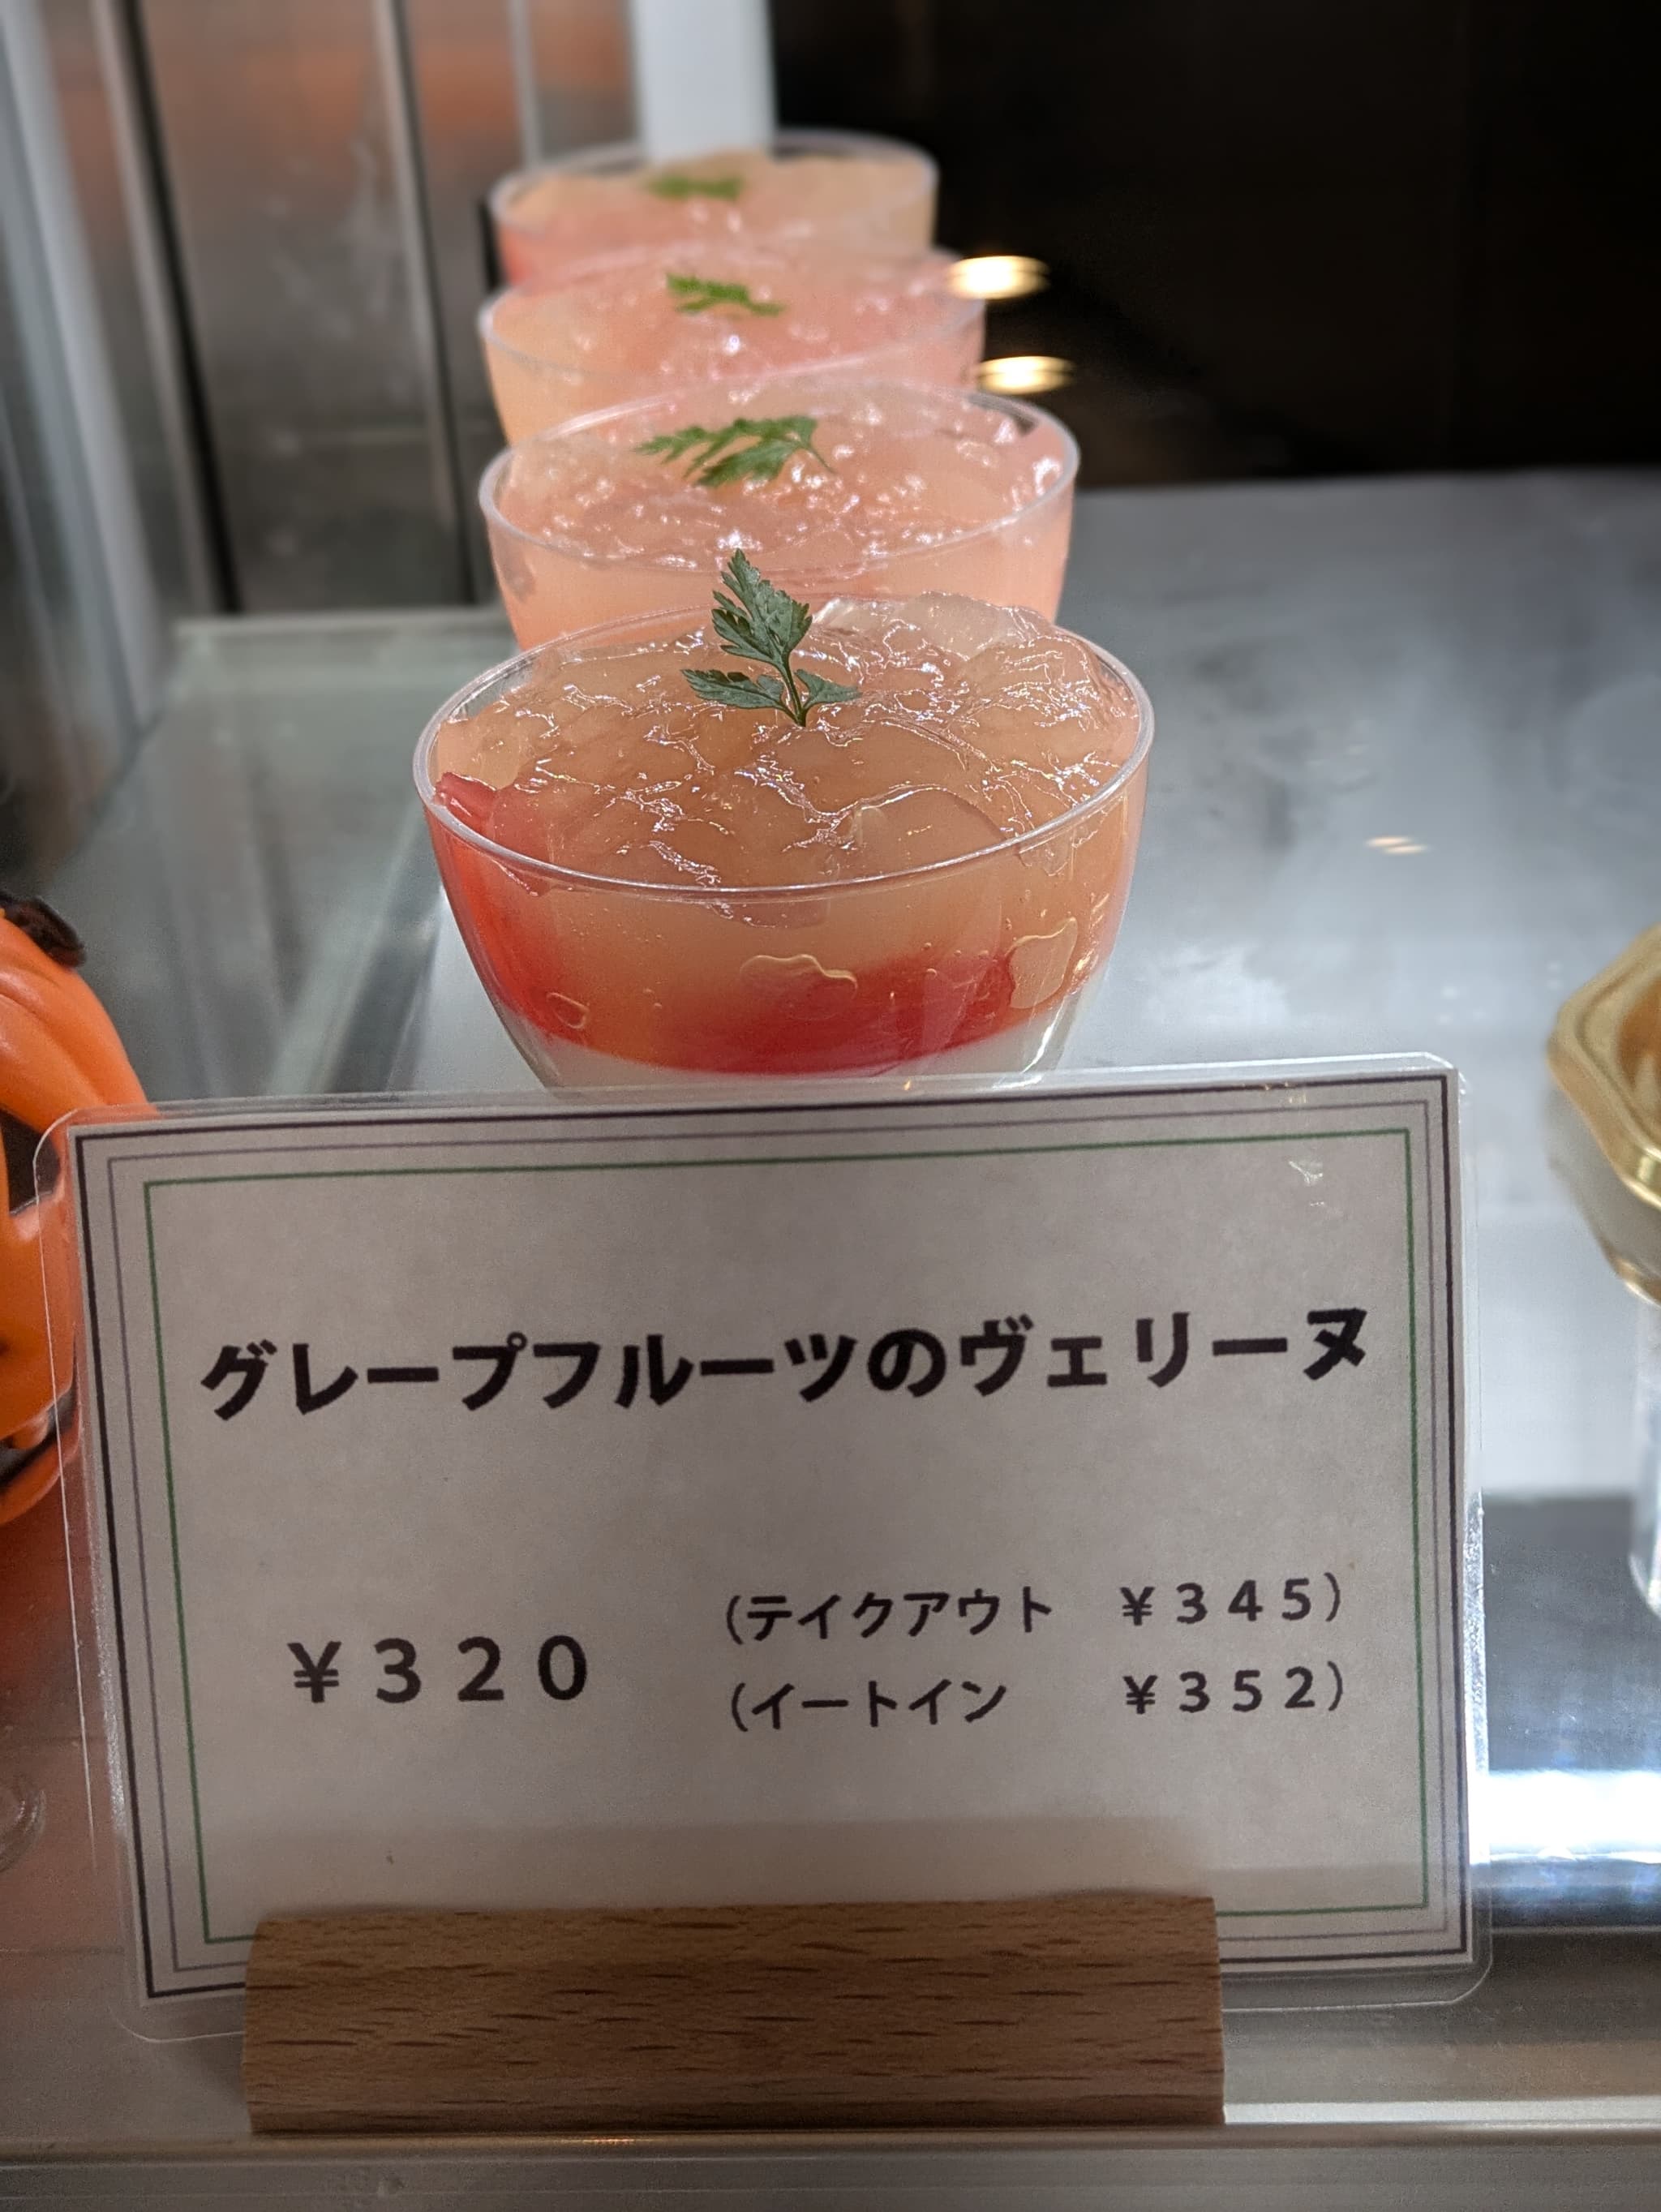 グレープフルーツのヴェリーヌ
¥320
(テイクアウト ¥345)
(イートイン ¥352)